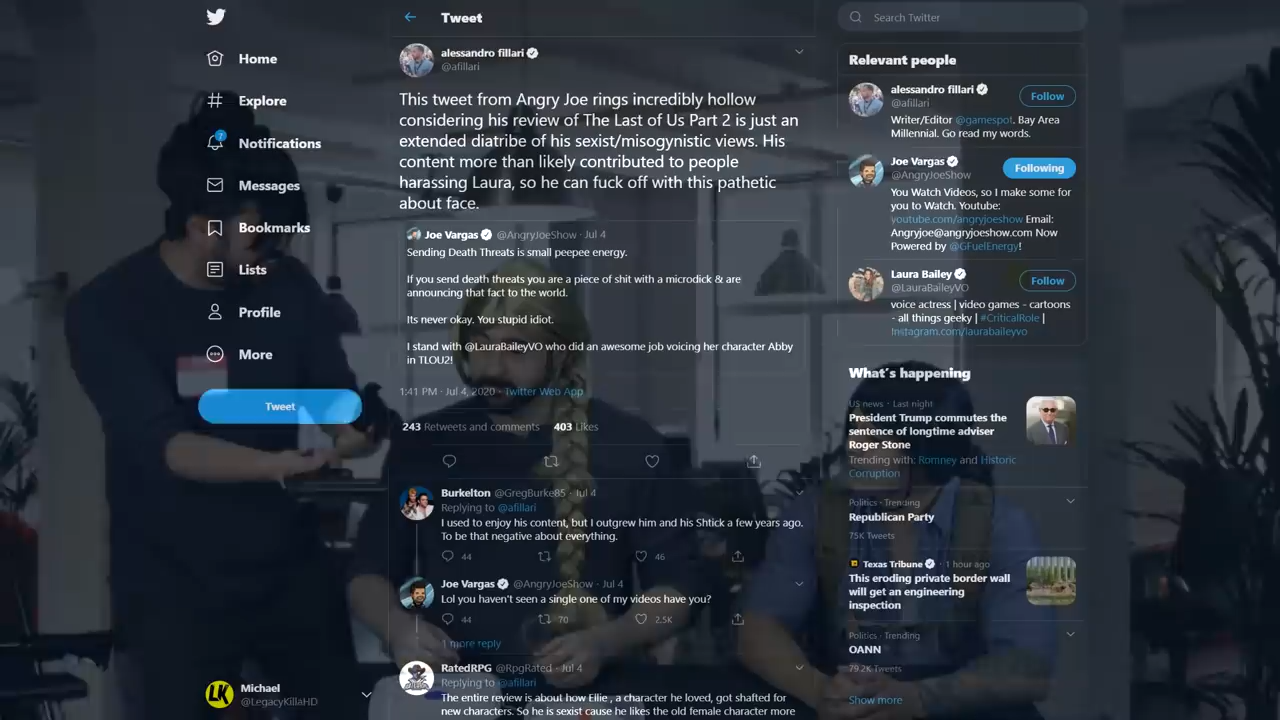 Home
Explore
7
Notifications
Messages
Bookmarks
Lists
Profile
More
Tweet
Michael
@LegacyKillaHD
Tweet
alessandro fillari
@afillari
This tweet from Angry Joe rings incredibly hollow
considering his review of The Last of Us Part 2 is just an
extended diatribe of his sexist/misogynistic views. His
content more than likely contributed to people
harassing Laura, so he can fuck off with this pathetic
about face.
Joe Vargas @AngryJoeShow · Jul 4
Sending Death Threats is small peepee energy.
If you send death threats you are a piece of shit with a microdick & are
announcing that fact to the world.
Its never okay. You stupid idiot.
I stand with @LauraBaileyVO who did an awesome job voicing her character Abby
in TLOU2!
1:41 PM · Jul 4, 2020 · Twitter Web App
243 Retweets and comments 403 Likes
Burkelton @GregBurke85 · Jul 4
Replying to @afillari
I used to enjoy his content, but I outgrew him and his Shtick a few years ago.
To be that negative about everything.
44 46
Joe Vargas @AngryJoeShow · Jul 4
Lol you haven't seen a single one of my videos have you?
44 70 2.5K
1 more reply
RatedRPG @RpgRated · Jul 4
Replying to @afillari
The entire review is about how Ellie , a character he loved, got shafted for
new characters. So he is sexist cause he likes the old female character more
Search Twitter
Relevant people
alessandro fillari
@afillari
Follow
Writer/Editor @gamespot. Bay Area
Millennial. Go read my words.
Joe Vargas
@AngryJoeShow
Following
You Watch Videos, so I make some for
you to Watch. Youtube:
youtube.com/angryjoeshow Email:
Angryjoe@angryjoeshow.com Now
Powered by @GFuelEnergy!
Laura Bailey
@LauraBaileyVO
Follow
voice actress | video games - cartoons
- all things geeky | #CriticalRole |
Instagram.com/laurabaileyvo
What's happening
US news · Last night
President Trump commutes the
sentence of longtime adviser
Roger Stone
Trending with: Romney and Historic
Corruption
Politics · Trending
Republican Party
75K Tweets
Texas Tribune · 1 hour ago
This eroding private border wall
will get an engineering
inspection
Politics · Trending
OANN
79.2K Tweets
Show more